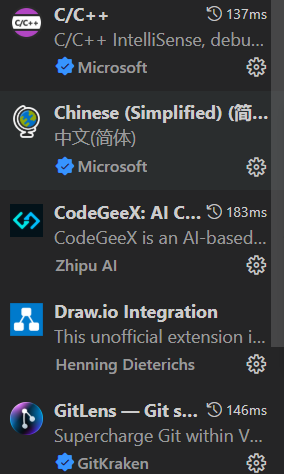 C/C++
C/C++ 137ms
C/C++ IntelliSense, debu...
Microsoft
Chinese (Simplified) (简...
中文(简体)
Microsoft
CodeGeeX: AI C... 183ms
CodeGeeX is an AI-based...
Zhipu AI
Draw.io Integration
This unofficial extension i...
Henning Dieterichs
GitLens — Git s... 146ms
Supercharge Git within V...
GitKraken